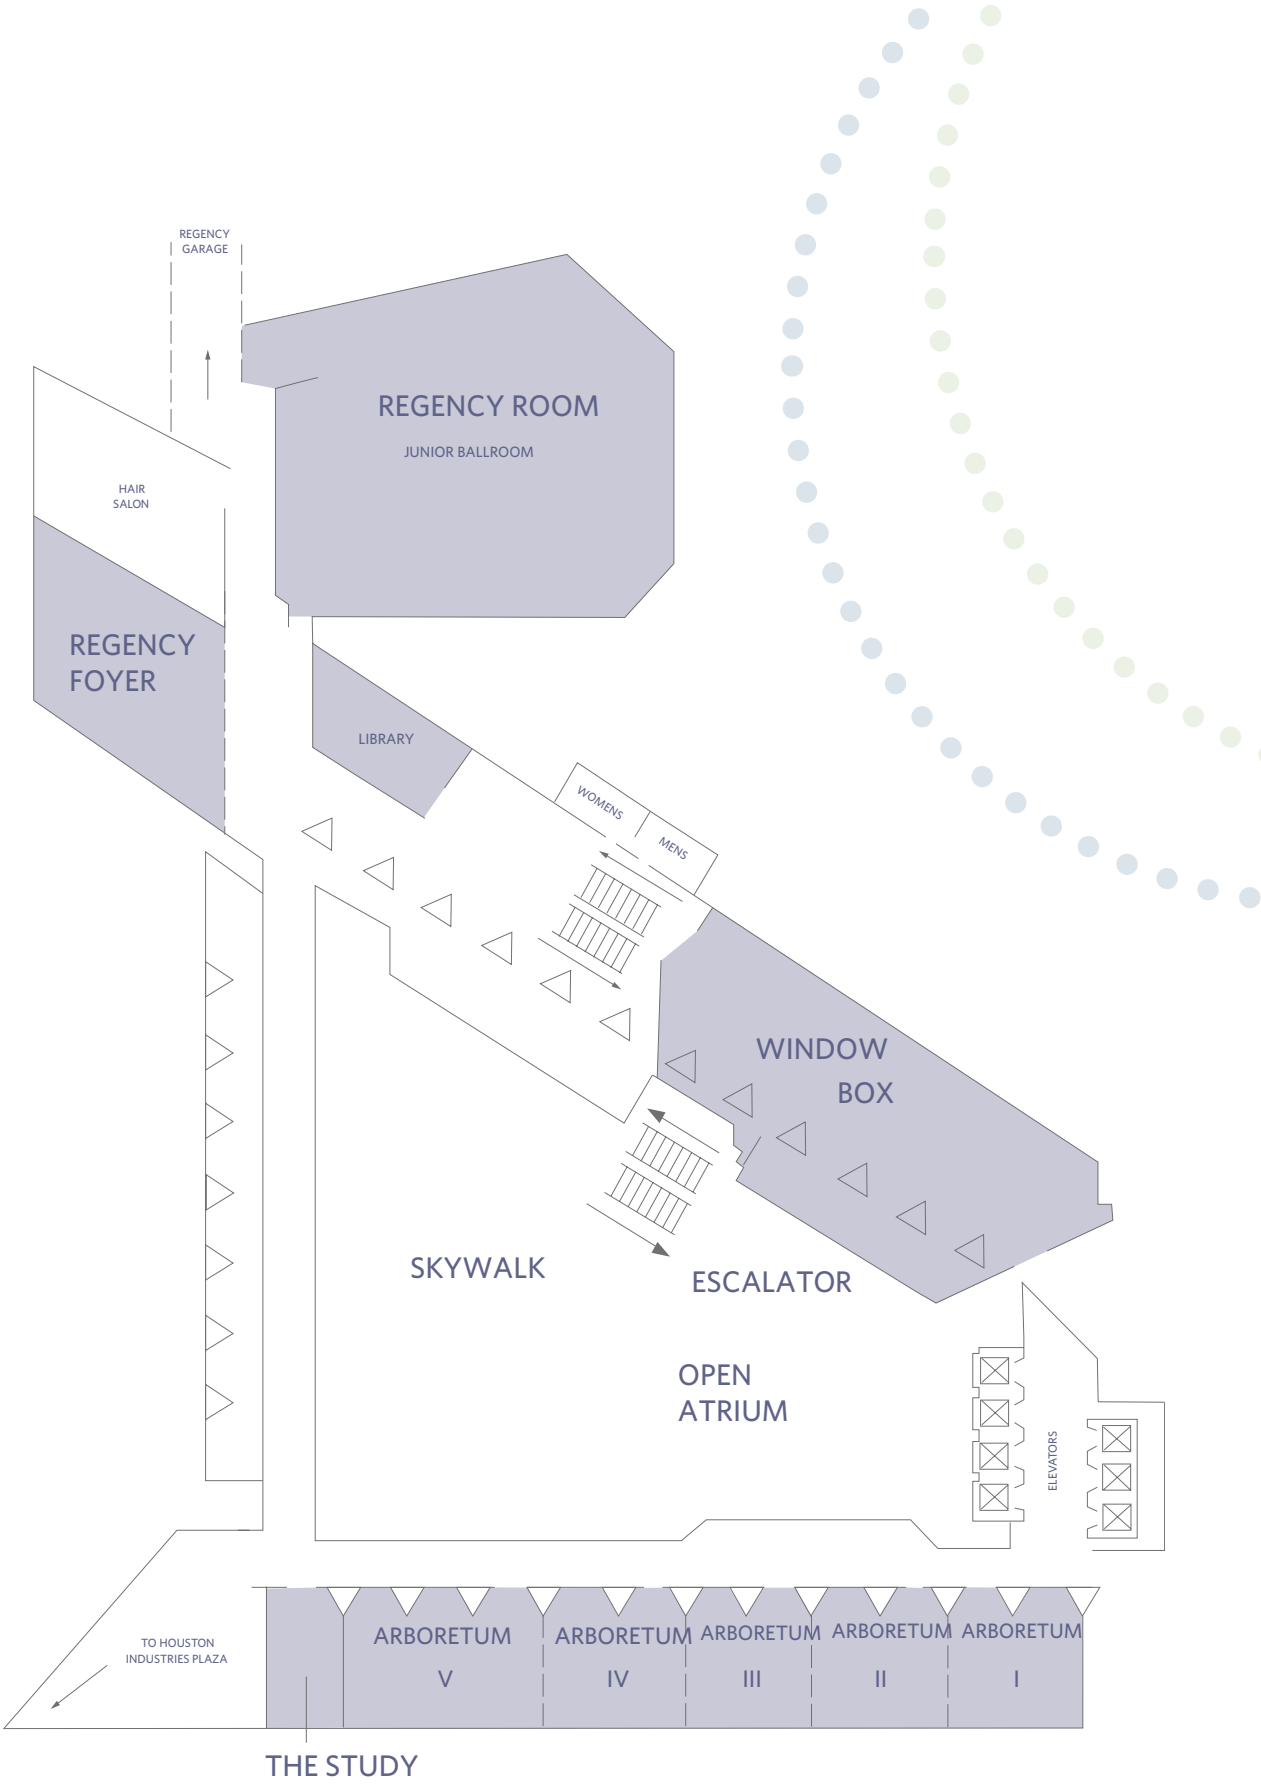 REGENCY
GARAGE
REGENCY ROOM
JUNIOR BALLROOM
HAIR
SALON
REGENCY
FOYER
LIBRARY
WOMENS
MENS
WINDOW
BOX
SKYWALK
ESCALATOR
OPEN
ATRIUM
ELEVATORS
TO HOUSTON
INDUSTRIES PLAZA
ARBORETUM
V
ARBORETUM
IV
ARBORETUM
III
ARBORETUM
II
ARBORETUM
I
THE STUDY